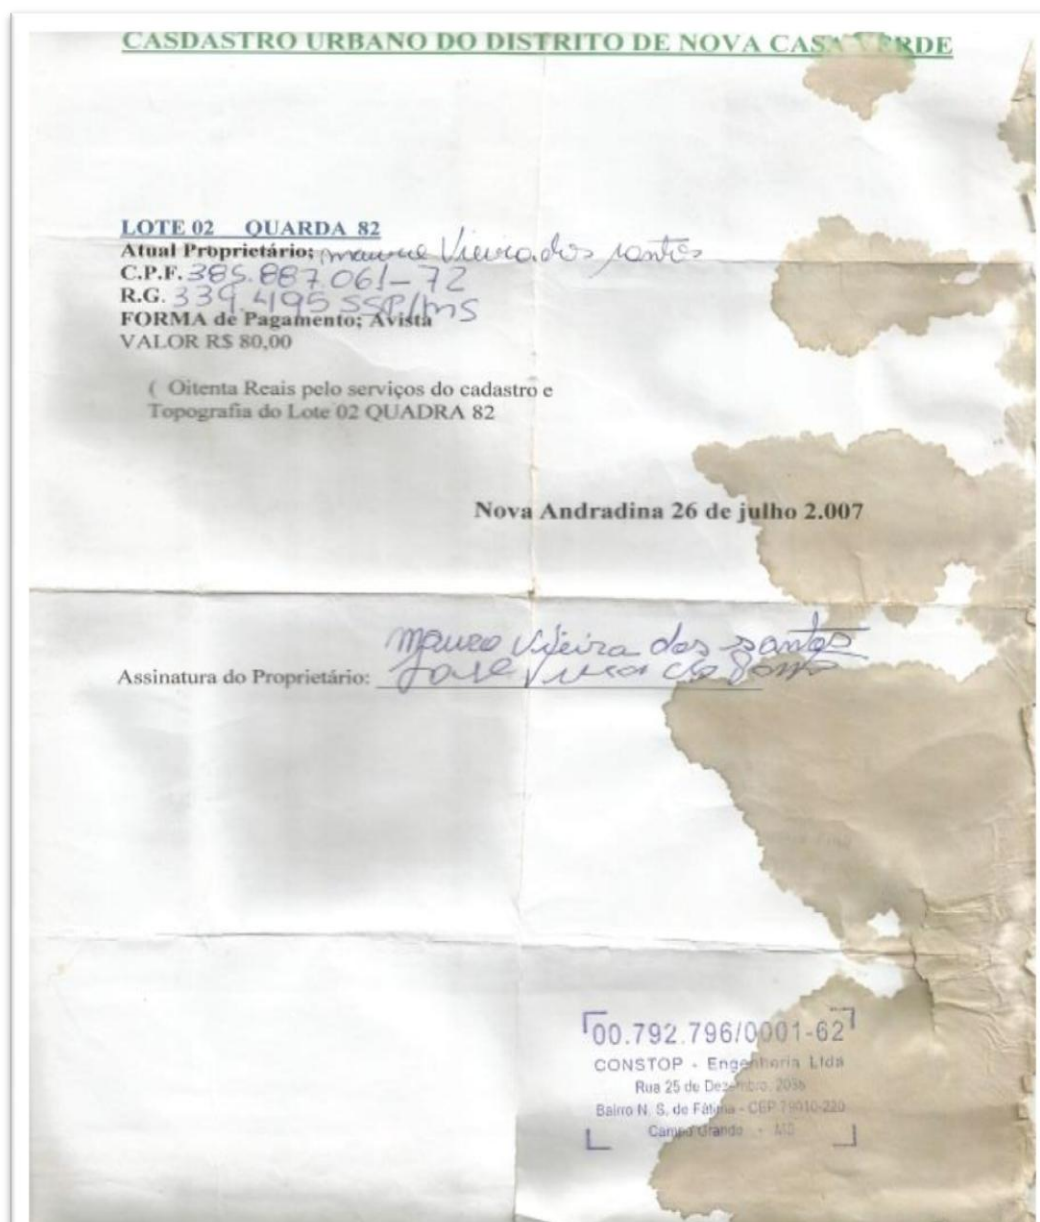 CASDASTRO URBANO DO DISTRITO DE NOVA CASA VERDE
LOTE 02 QUARDA 82
Atual Proprietário; Vieira dos santos
C.P.F. 385.887.061-72
R.G. 339.495 SSP/MS
FORMA de Pagamento; Avista
VALOR R$ 80,00
( Oitenta Reais pelo serviços do cadastro e
Topografia do Lote 02 QUADRA 82
Nova Andradina 26 de julho 2.007
mauro Vieira dos santos
Assinatura do Proprietário: José
00.792.796/0001-62
CONSTOP - Engenharia Ltda
Rua 25 de Dezembro,
Bairro N. S. de Fátima - CEP 79010-220
Campo Grande - MS